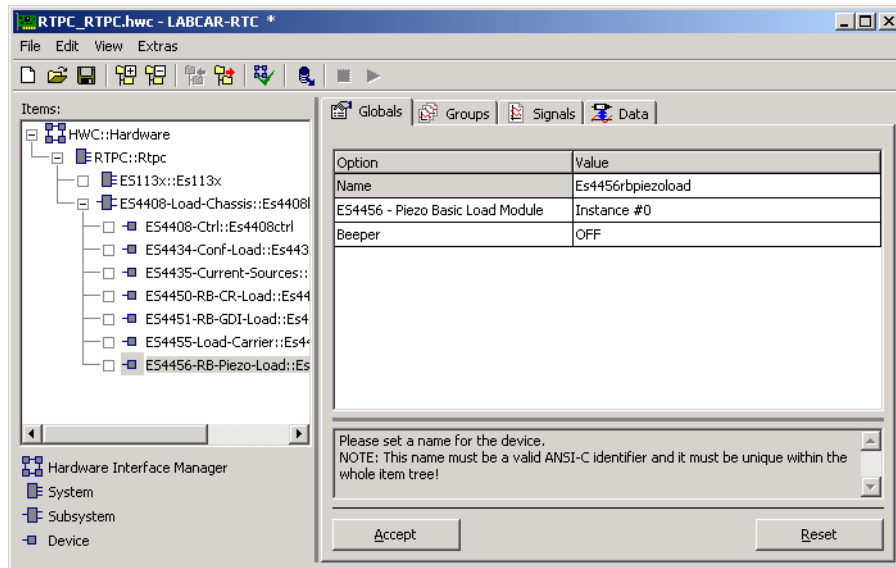 RTPC_RTPC.hwc - LABCAR-RTC *
File Edit View Extras
Items:
HWC::Hardware
RTPC::Rtpc
ES113x::Es113x
ES4408-Load-Chassis::Es4408l
ES4408-Ctrl::Es4408ctrl
ES4434-Conf-Load::Es443
ES4435-Current-Sources::
ES4450-RB-CR-Load::Es44
ES4451-RB-GDI-Load::Es4
ES4455-Load-Carrier::Es4
ES4456-RB-Piezo-Load::Es
Hardware Interface Manager
System
Subsystem
Device
Globals Groups Signals Data
Option Value
Name Es4456rbpiezoload
ES4456 - Piezo Basic Load Module Instance #0
Beeper OFF
Please set a name for the device.
NOTE: This name must be a valid ANSI-C identifier and it must be unique within the
whole item tree!
Accept Reset